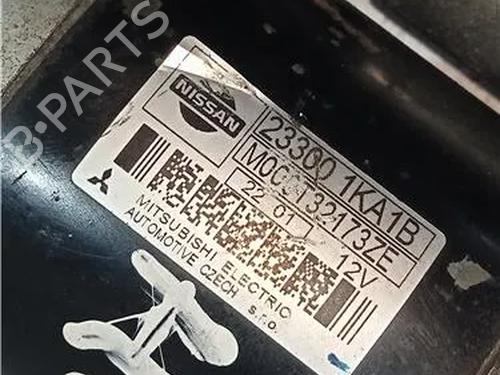 B-PARTS
NISSAN
23300 1KA1B
M000T32173ZE
22 01
12V
MITSUBISHI ELECTRIC
AUTOMOTIVE CZECH s.r.o.